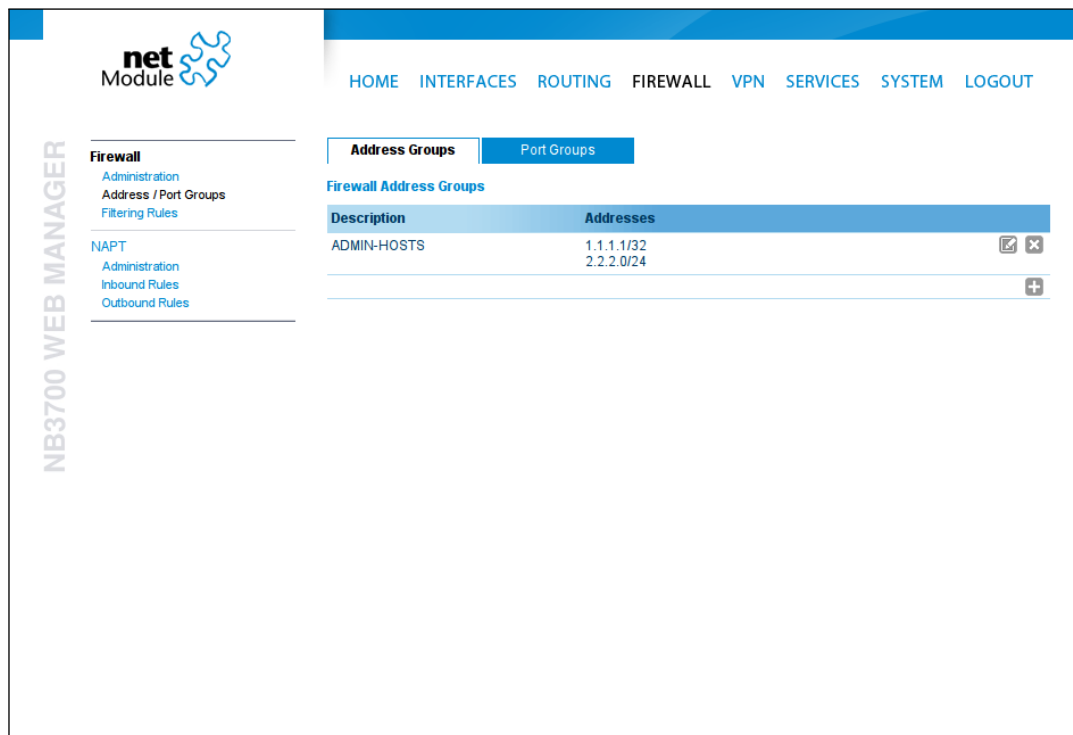 net
Module
HOME INTERFACES ROUTING FIREWALL VPN SERVICES SYSTEM LOGOUT
NB3700 WEB MANAGER
Firewall
Administration
Address / Port Groups
Filtering Rules
NAPT
Administration
Inbound Rules
Outbound Rules
Address Groups Port Groups
Firewall Address Groups
Description Addresses
ADMIN-HOSTS 1.1.1.1/32
2.2.2.0/24